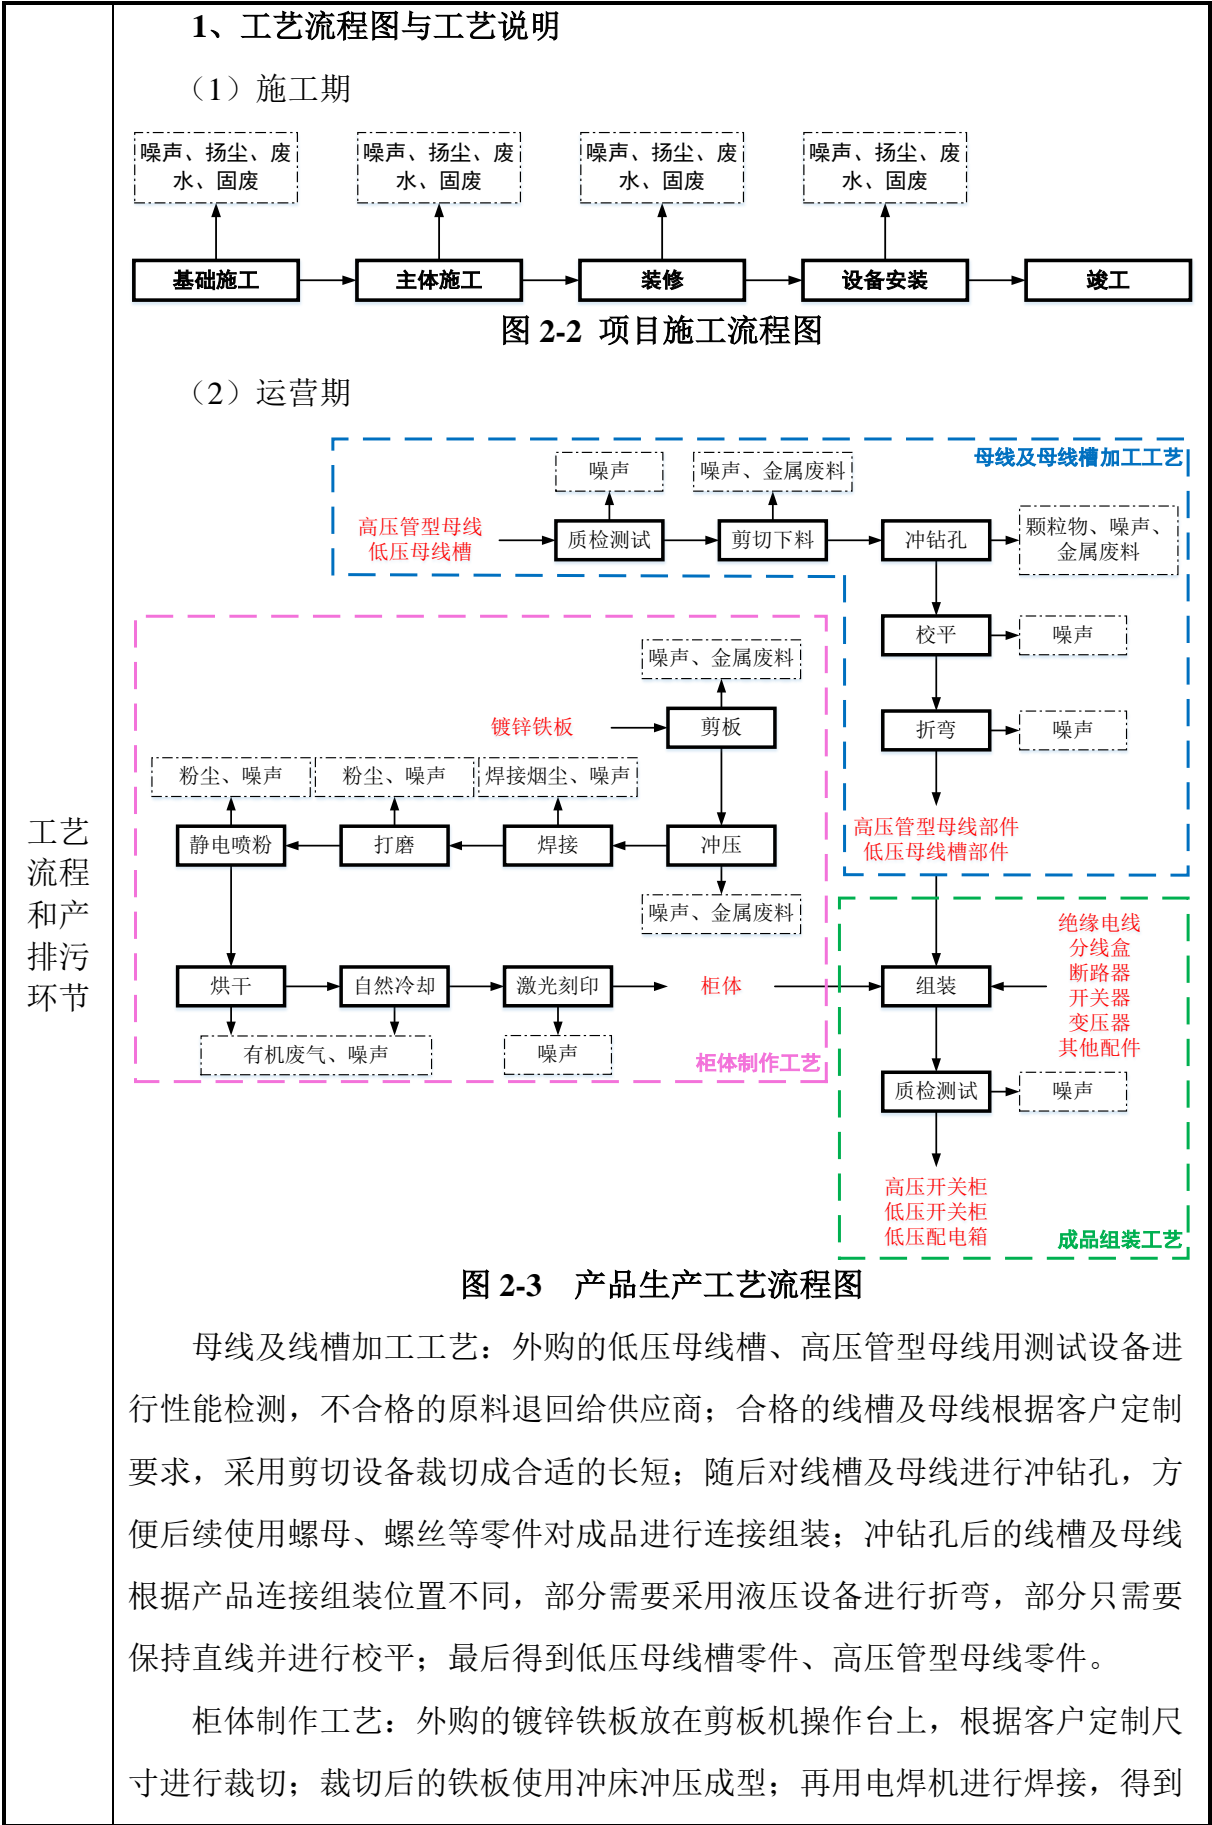 工艺
流程
和产
排污
环节
1、工艺流程图与工艺说明
（1）施工期
噪声、扬尘、废
水、固废
噪声、扬尘、废
水、固废
噪声、扬尘、废
水、固废
噪声、扬尘、废
水、固废
基础施工
主体施工
装修
设备安装
竣工
图 2-2 项目施工流程图
（2）运营期
母线及母线槽加工工艺
噪声
噪声、金属废料
高压管型母线
低压母线槽
质检测试
剪切下料
冲钻孔
颗粒物、噪声、
金属废料
校平
噪声
折弯
噪声
高压管型母线部件
低压母线槽部件
噪声、金属废料
镀锌铁板
剪板
粉尘、噪声
粉尘、噪声
焊接烟尘、噪声
静电喷粉
打磨
焊接
冲压
噪声、金属废料
烘干
自然冷却
激光刻印
柜体
有机废气、噪声
噪声
柜体制作工艺
组装
绝缘电线
分线盒
断路器
开关器
变压器
其他配件
质检测试
噪声
高压开关柜
低压开关柜
低压配电箱
成品组装工艺
图 2-3 产品生产工艺流程图
母线及线槽加工工艺：外购的低压母线槽、高压管型母线用测试设备进
行性能检测，不合格的原料退回给供应商；合格的线槽及母线根据客户定制
要求，采用剪切设备裁切成合适的长短；随后对线槽及母线进行冲钻孔，方
便后续使用螺母、螺丝等零件对成品进行连接组装；冲钻孔后的线槽及母线
根据产品连接组装位置不同，部分需要采用液压设备进行折弯，部分只需要
保持直线并进行校平；最后得到低压母线槽零件、高压管型母线零件。
柜体制作工艺：外购的镀锌铁板放在剪板机操作台上，根据客户定制尺
寸进行裁切；裁切后的铁板使用冲床冲压成型；再用电焊机进行焊接，得到